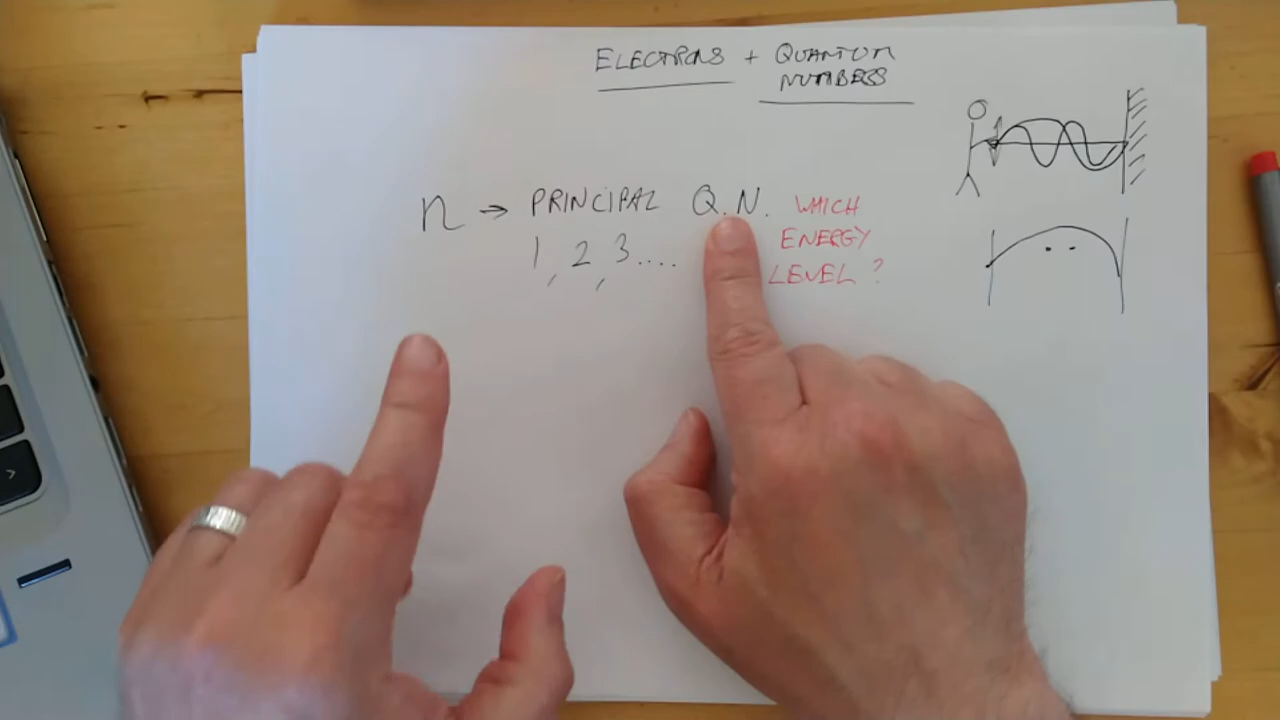 ELECTRONS + QUANTUM
NUMBERS
n → PRINCIPAL Q.N.
1, 2, 3....
WHICH
ENERGY
LEVEL?